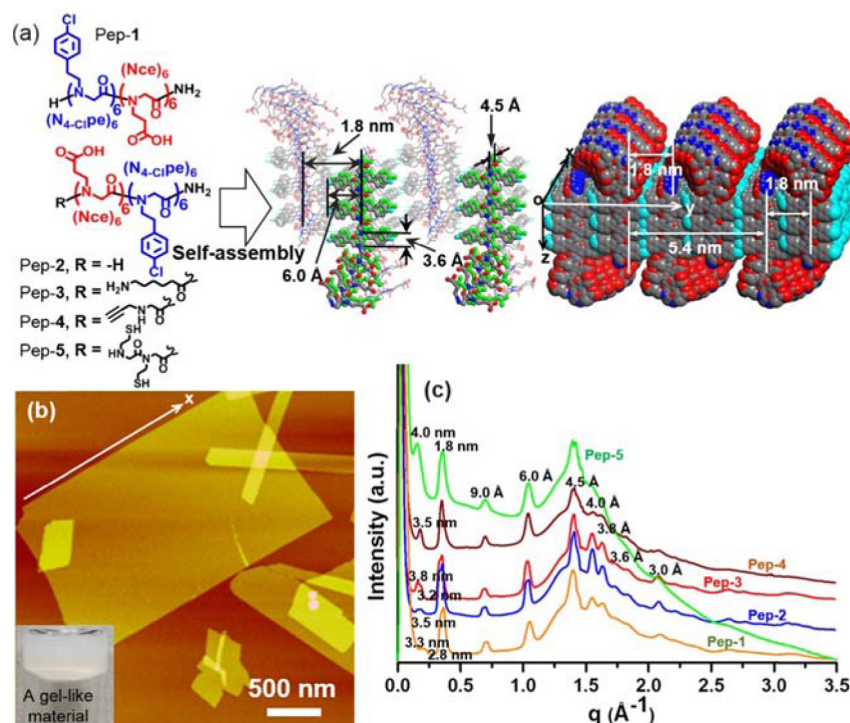 (a)
Cl
Pep-1
(Nce)6
H
N
O
6
N
O
6
NH2
(N4-Clpe)6
OH
O
OH
O
(N4-Clpe)6
R
N
O
6
N
O
6
NH2
(Nce)6
Cl
Self-assembly
Pep-2, R = -H
Pep-3, R = H2N O
Pep-4, R = N H O
SH
Pep-5, R = HN O N O
SH
1.8 nm
4.5 Å
6.0 Å
3.6 Å
x
o
y
z
1.8 nm
1.8 nm
5.4 nm
(b)
x
A gel-like
material
500 nm
(c)
Intensity (a.u.)
4.0 nm
1.8 nm
9.0 Å
6.0 Å
4.5 Å
4.0 Å
3.8 Å
3.6 Å
3.0 Å
3.5 nm
3.8 nm
3.2 nm
3.5 nm
3.3 nm
2.8 nm
Pep-5
Pep-4
Pep-3
Pep-2
Pep-1
0.0 0.5 1.0 1.5 2.0 2.5 3.0 3.5
q (Å-1)